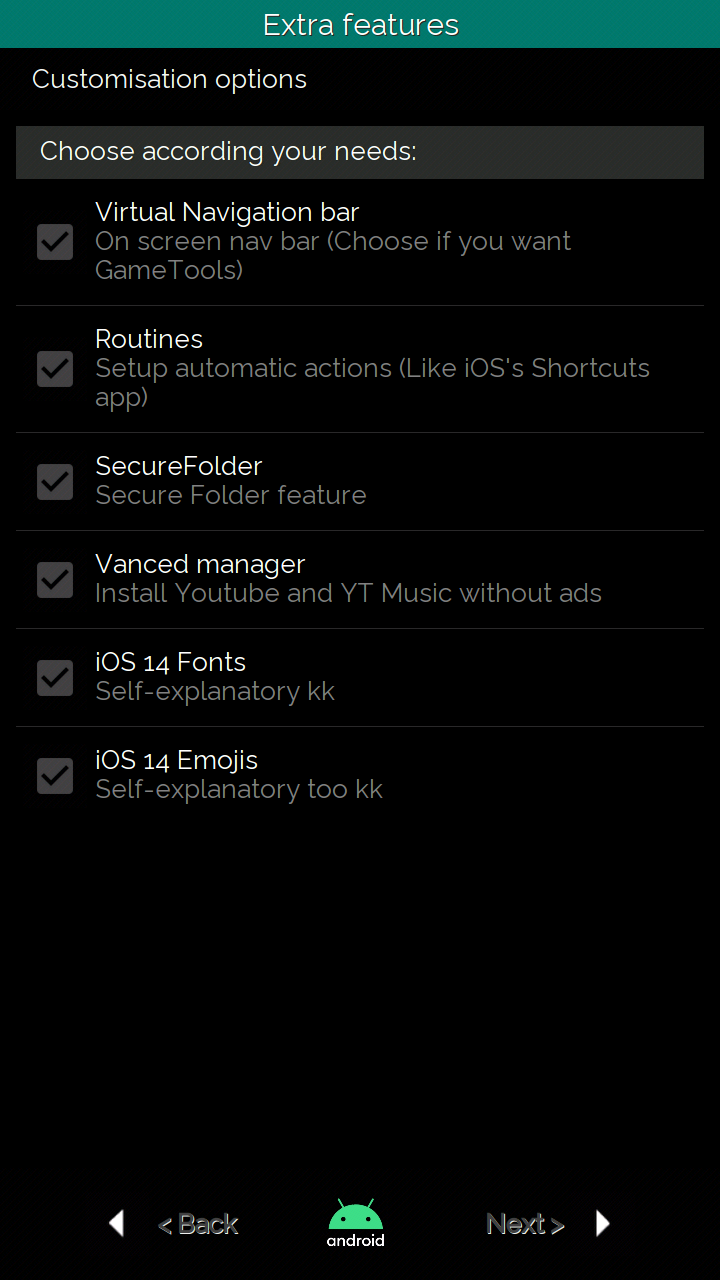 Extra features
Customisation options
Choose according your needs:
Virtual Navigation bar
On screen nav bar (Choose if you want
GameTools)
Routines
Setup automatic actions (Like iOS's Shortcuts
app)
SecureFolder
Secure Folder feature
Vanced manager
Install Youtube and YT Music without ads
iOS 14 Fonts
Self-explanatory kk
iOS 14 Emojis
Self-explanatory too kk
< Back
android
Next >